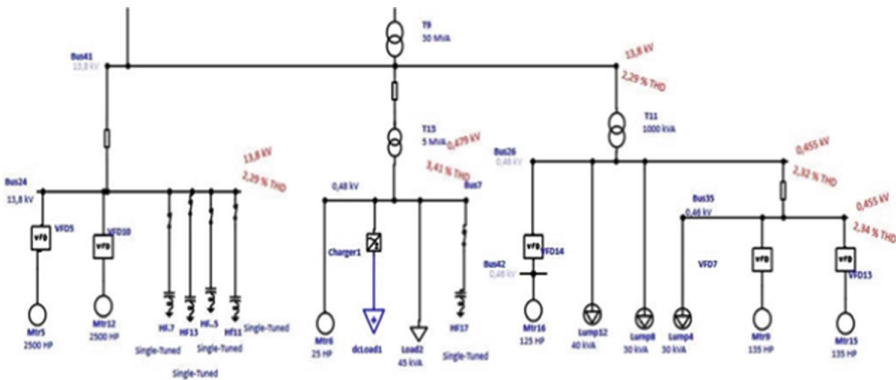 T9
30 MVA
Bus41
13,8 kV
13,8 kV
2,29 % THD
T13
5 MVA
0,479 kV
3,41 % THD
T11
1000 kVA
Bus26
0,48 kV
0,455 kV
2,32 % THD
Bus24
13,8 kV
13,8 kV
2,29 % THD
0,48 kV
Bus7
Bus35
0,46 kV
0,455 kV
2,34 % THD
VFD
VFD5
VFD
VFD10
Charger1
VFD
VFD14
VFD7
VFD
VFD
VFD13
Bus42
0,48 kV
Mtr5
2500 HP
Mtr12
2500 HP
HF13
Hf11
Single-Tuned
Single-Tuned
Single-Tuned
Single-Tuned
Mtr6
25 HP
dcLoad1
Load2
45 kVA
HF17
Single-Tuned
Mtr16
125 HP
Lump12
40 kVA
Lump8
30 kVA
Lump4
30 kVA
Mtr9
135 HP
Mtr15
135 HP